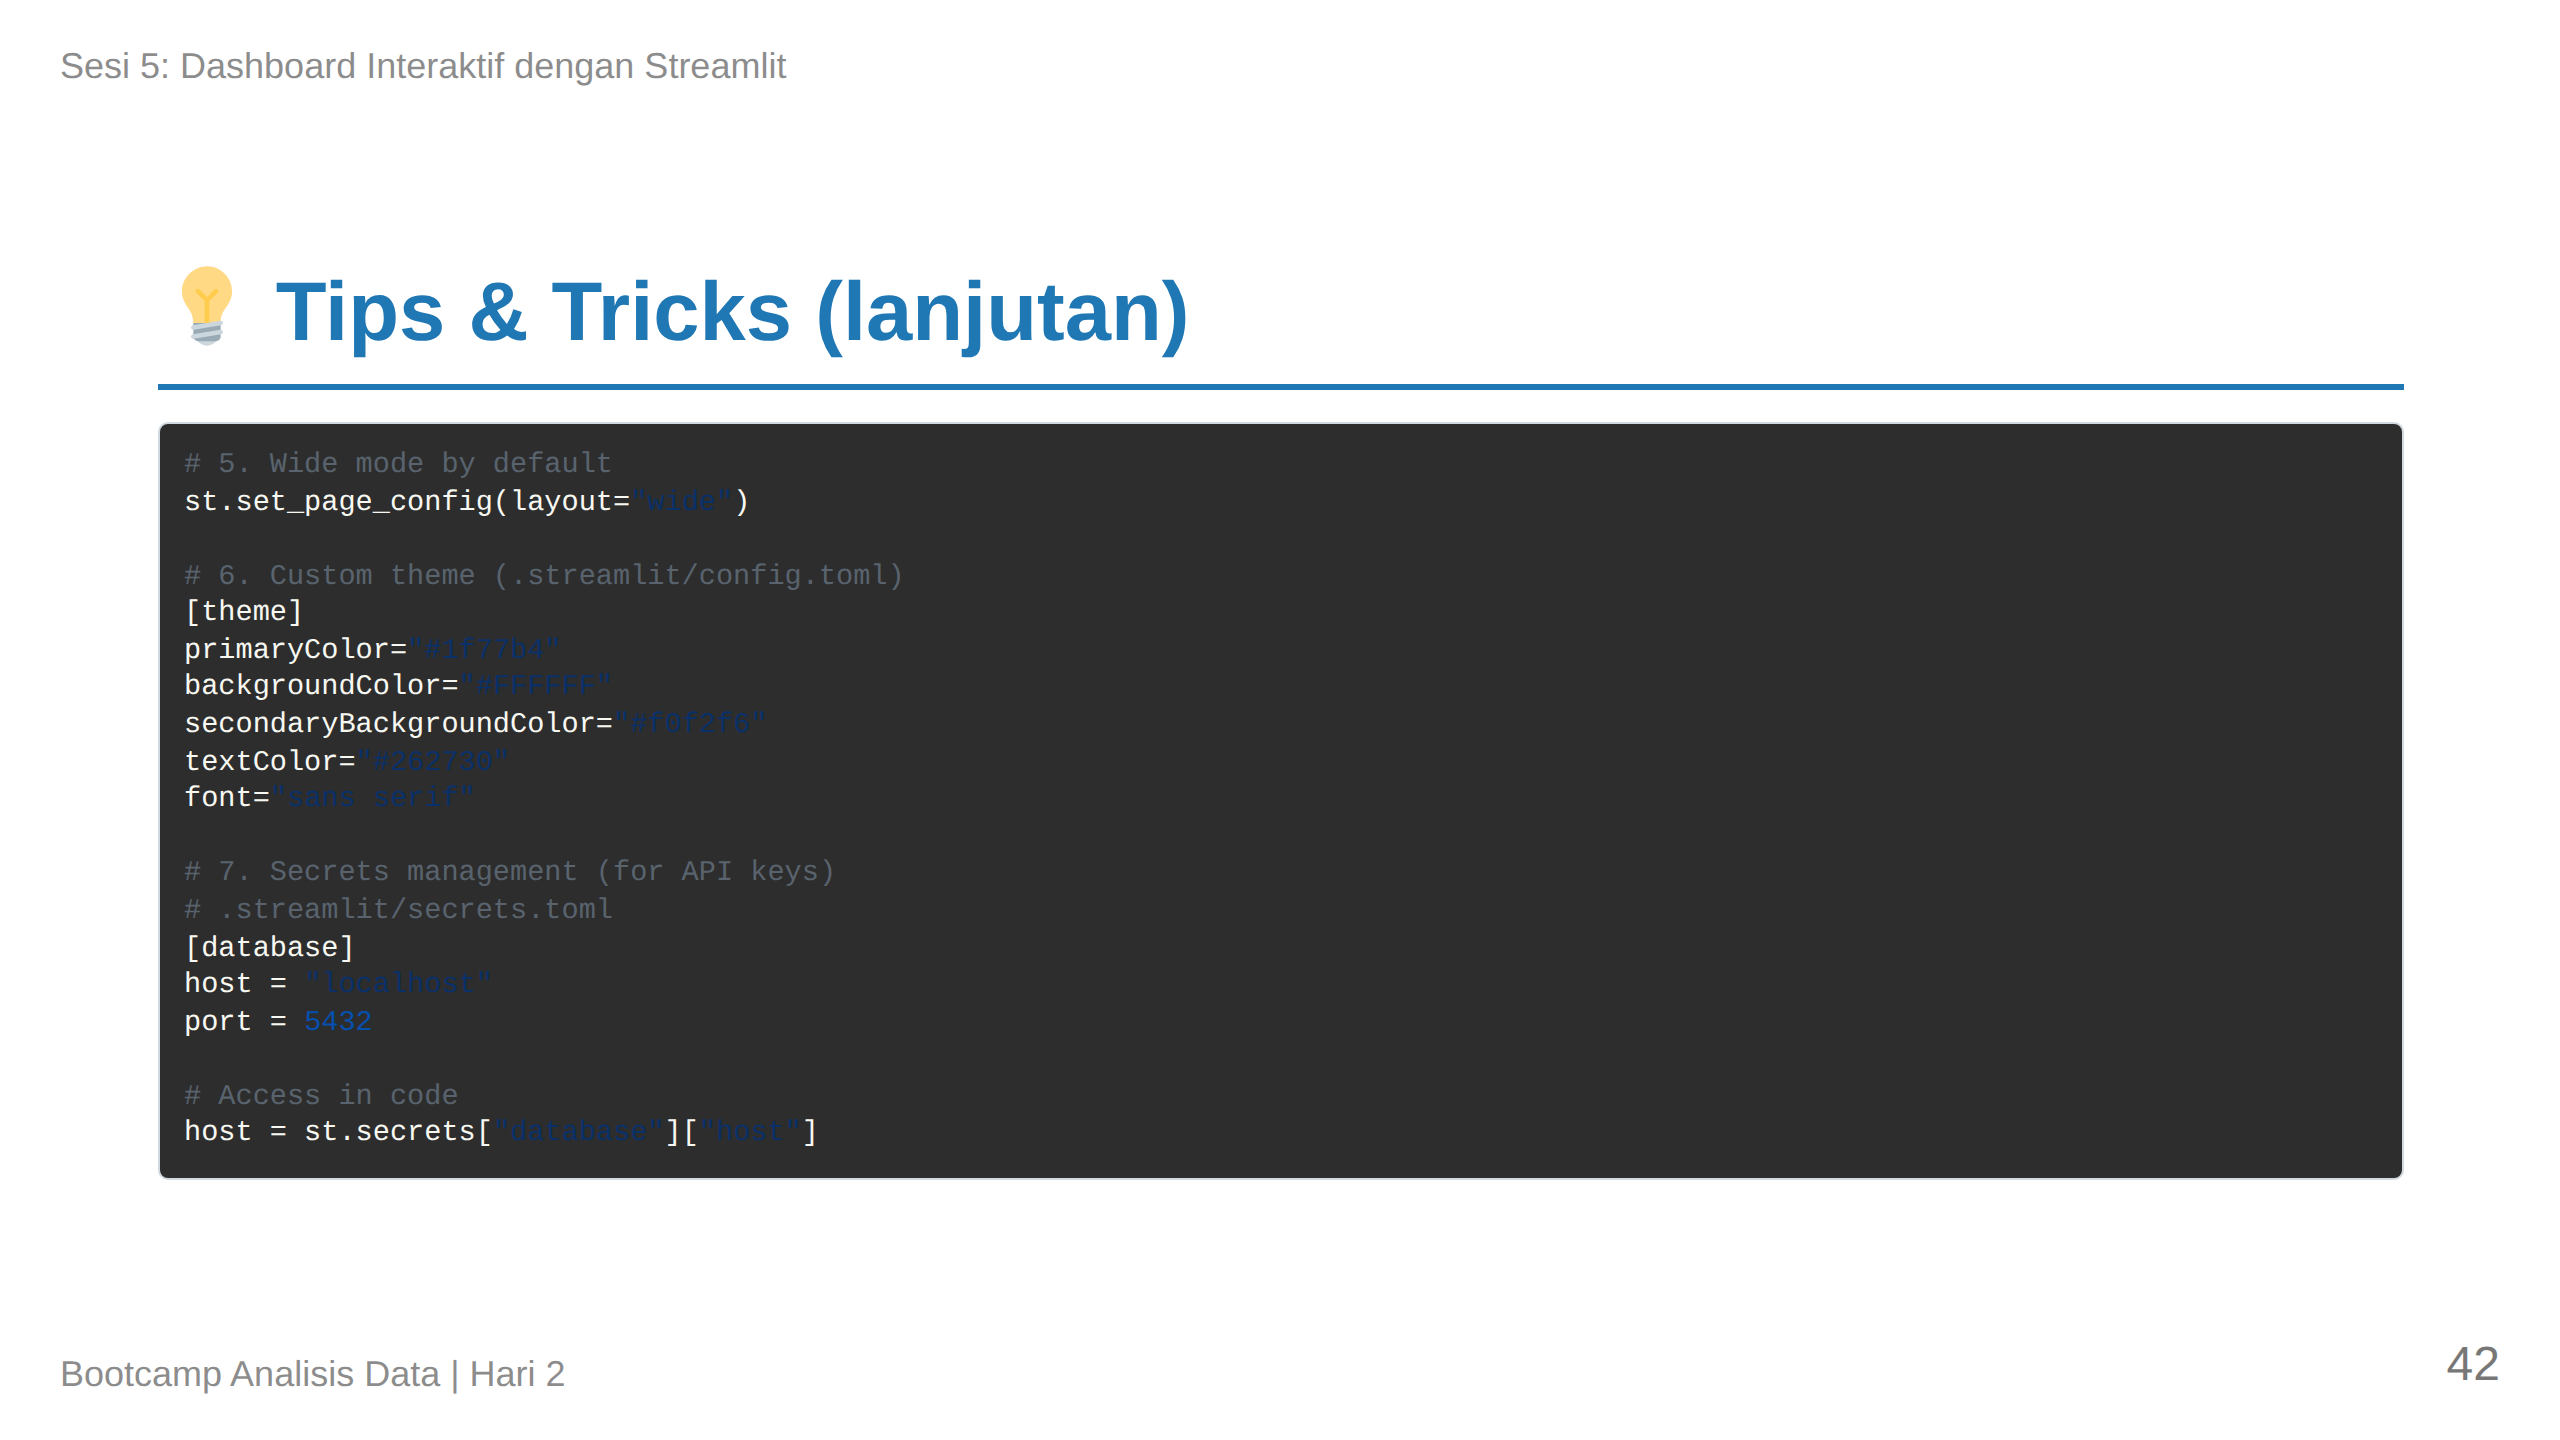 Sesi 5: Dashboard Interaktif dengan Streamlit
Tips & Tricks (lanjutan)
# 5. Wide mode by default
st.set_page_config(layout="wide")
# 6. Custom theme (.streamlit/config.toml)
[theme]
primaryColor="#1f77b4"
backgroundColor="#FFFFFF"
secondaryBackgroundColor="#f0f2f6"
textColor="#262730"
font="sans serif"
# 7. Secrets management (for API keys)
# .streamlit/secrets.toml
[database]
host = "localhost"
port = 5432
# Access in code
host = st.secrets["database"]["host"]
Bootcamp Analisis Data | Hari 2
42